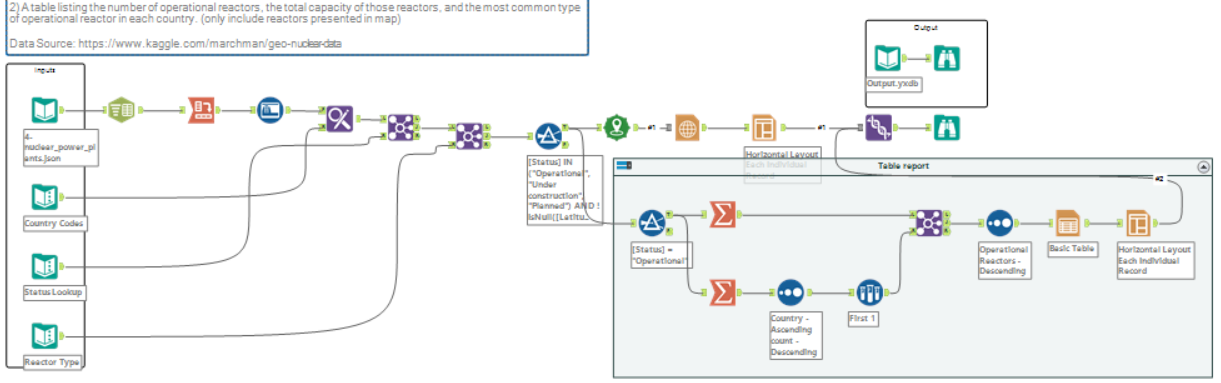 2) A table listing the number of operational reactors, the total capacity of those reactors, and the most common type
of operational reactor in each country. (only include reactors presented in map)
Data Source: https://www.kaggle.com/marchman/geo-nuclear-data
Inputs
4-
nuclear_power_pl
ants.json
Country Codes
Status Lookup
Reactor Type
[Status] IN
("Operational",
"Under
construction",
"Planned") AND !
IsNull([Latitu...
#1
Horizontal Layout
Each Individual
Record
#1
Output
Output.yxdb
Table report
#2
[Status] =
"Operational"
Country -
Ascending
count -
Descending
First 1
Operational
Reactors -
Descending
Basic Table
Horizontal Layout
Each Individual
Record